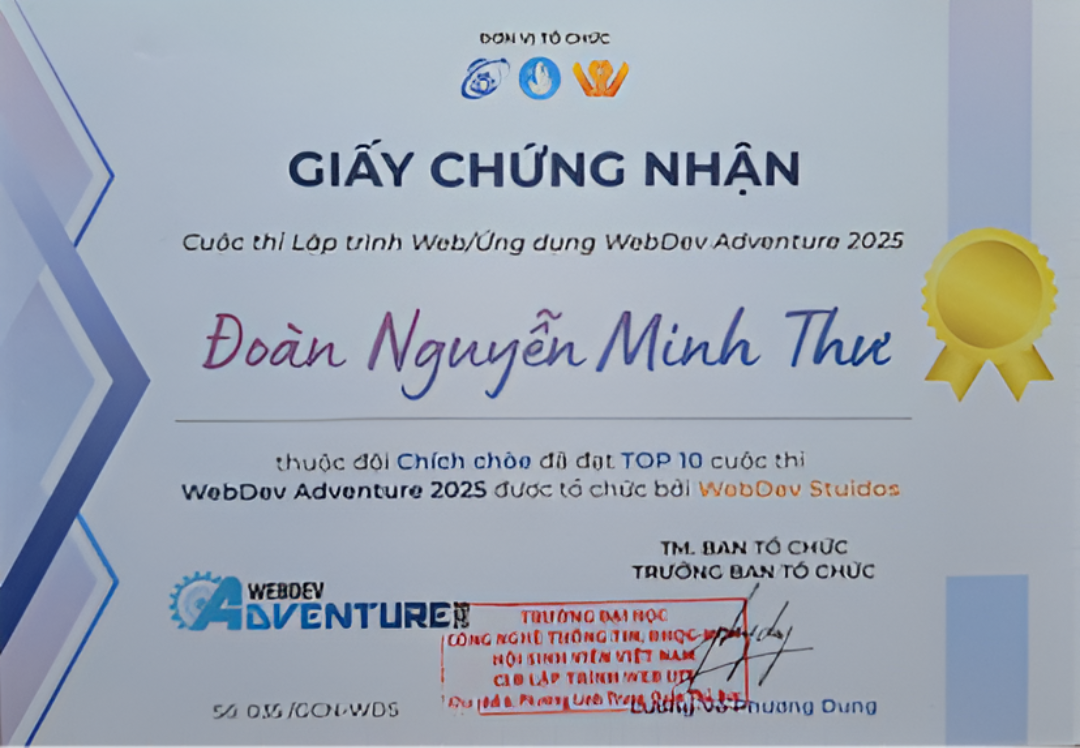 ĐƠN VỊ TỔ CHỨC
GIẤY CHỨNG NHẬN
Cuộc thi Lập trình Web/Ứng dụng WebDev Adventure 2025
Đoàn Nguyễn Minh Thư
thuộc đội Chích chòe đã đạt TOP 10 cuộc thi
WebDev Adventure 2025 được tổ chức bởi WebDev Stuidos
TM. BAN TỔ CHỨC
TRƯỞNG BAN TỔ CHỨC
WEBDEV
ADVENTURE
TRƯỜNG ĐẠI HỌC
CÔNG NGHỆ THÔNG TIN, ĐHQG-
HỘI SINH VIÊN VIỆT NAM
CLB LẬP TRÌNH WEB UIT
Phường Linh Trung,
Phương Dung
Số 035/GCN-WDS